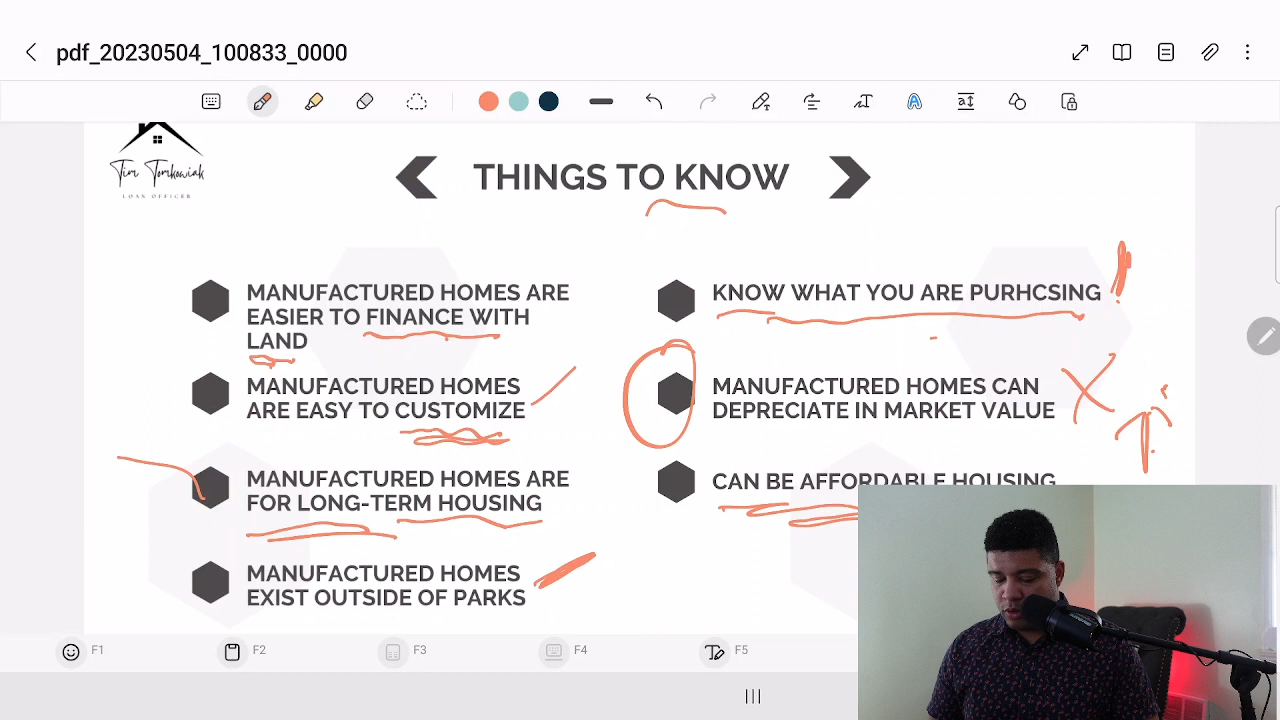 pdf_20230504_100833_0000
Tim Tomkowiak
LOAN OFFICER
THINGS TO KNOW
MANUFACTURED HOMES ARE
EASIER TO FINANCE WITH
LAND
MANUFACTURED HOMES
ARE EASY TO CUSTOMIZE
MANUFACTURED HOMES ARE
FOR LONG-TERM HOUSING
MANUFACTURED HOMES
EXIST OUTSIDE OF PARKS
KNOW WHAT YOU ARE PURHCSING
MANUFACTURED HOMES CAN
DEPRECIATE IN MARKET VALUE
CAN BE AFFORDABLE HOUSING
F1
F2
F3
F4
F5